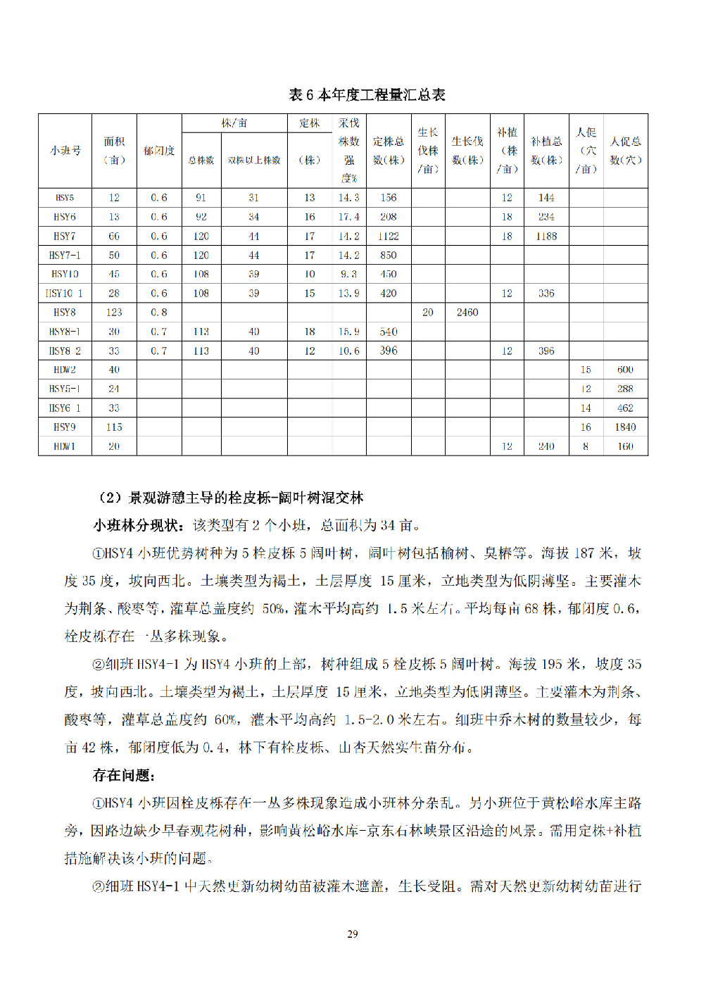 表 6 本年度工程量汇总表
小班号 面积（亩） 郁闭度 株/亩 总株数 双株以上株数 定株（株） 采伐株数强度% 定株总数(株) 生长伐株/亩） 生长伐数(株) 补植（株/亩） 补植总数(株) 人促（穴/亩） 人促总数(穴)
HSY5 12 0.6 91 31 13 14.3 156 12 144
HSY6 13 0.6 92 34 16 17.4 208 18 234
HSY7 66 0.6 120 44 17 14.2 1122 18 1188
HSY7-1 50 0.6 120 44 17 14.2 850
HSY10 45 0.6 108 39 10 9.3 450
HSY10 1 28 0.6 108 39 15 13.9 420 12 336
HSY8 123 0.8 20 2460
HSY8-1 30 0.7 113 40 18 15.9 540
HSY8 2 33 0.7 113 40 12 10.6 396 12 396
HDW2 40 15 600
HSY5-1 24 12 288
HSY6 1 33 14 462
HSY9 115 16 1840
HDW1 20 12 240 8 160
（2）景观游憩主导的栓皮栎-阔叶树混交林
小班林分现状：该类型有 2 个小班，总面积为 34 亩。
①HSY4 小班优势树种为 5 栓皮栎 5 阔叶树，阔叶树包括榆树、臭椿等。海拔 187 米，坡
度 35 度，坡向西北。土壤类型为褐土，土层厚度 15 厘米，立地类型为低阴薄坚。主要灌木
为荆条、酸枣等，灌草总盖度约 50%，灌木平均高约 1.5 米左右。平均每亩 68 株，郁闭度 0.6，
栓皮栎存在一丛多株现象。
②细班 HSY4-1 为 HSY4 小班的上部，树种组成 5 栓皮栎 5 阔叶树。海拔 195 米，坡度 35
度，坡向西北。土壤类型为褐土，土层厚度 15 厘米，立地类型为低阴薄坚。主要灌木为荆条、
酸枣等，灌草总盖度约 60%，灌木平均高约 1.5-2.0 米左右。细班中乔木树的数量较少，每
亩 42 株，郁闭度低为 0.4，林下有栓皮栎、山杏天然实生苗分布。
存在问题：
①HSY4 小班因栓皮栎存在一丛多株现象造成小班林分杂乱。另小班位于黄松峪水库主路
旁，因路边缺少早春观花树种，影响黄松峪水库-京东石林峡景区沿途的风景。需用定株+补植
措施解决该小班的问题。
②细班 HSY4-1 中天然更新幼树幼苗被灌木遮盖，生长受阻。需对天然更新幼树幼苗进行
29